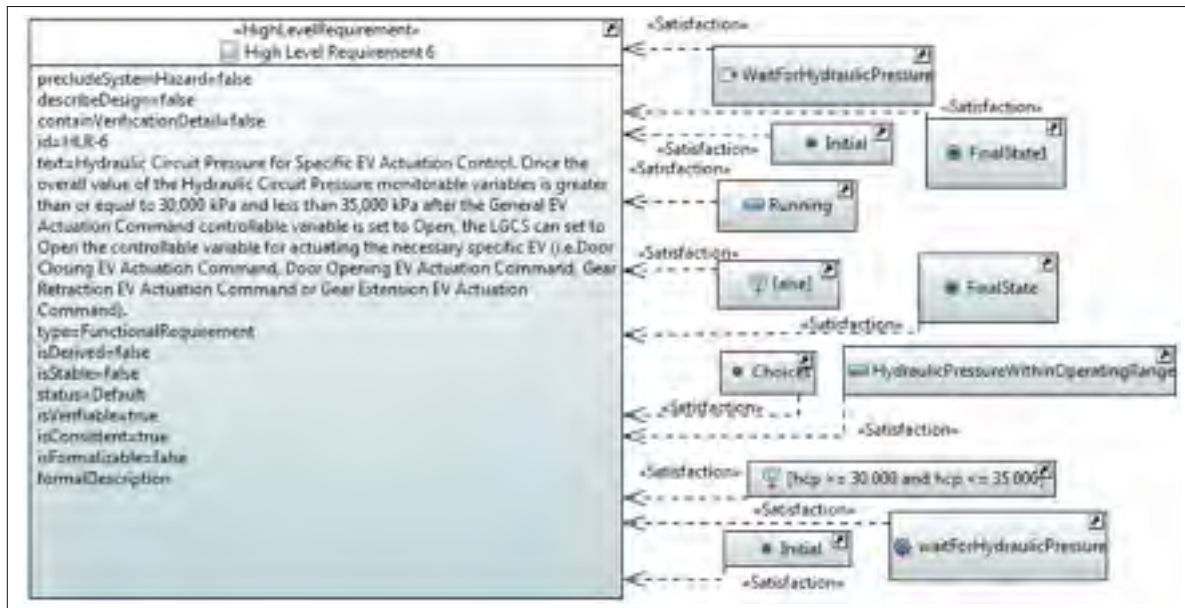 «HighLevelRequirement»
High Level Requirement 6
precludeSystemHazard=false
describeDesign=false
containVerificationDetail=false
id=HLR-6
text=Hydraulic Circuit Pressure for Specific EV Actuation Control. Once the
overall value of the Hydraulic Circuit Pressure monitorable variables is greater
than or equal to 30,000 kPa and less than 35,000 kPa after the General EV
Actuation Command controllable variable is set to Open, the LGCS can set to
Open the controllable variable for actuating the necessary specific EV (i.e.Door
Closing EV Actuation Command, Door Opening EV Actuation Command, Gear
Retraction EV Actuation Command or Gear Extension EV Actuation
Command).
type=FunctionalRequirement
isDerived=false
isStable=false
status=Default
isVerifiable=true
isConsistent=true
isFormalizable=false
formalDescription
«Satisfaction»
WaitForHydraulicPressure
«Satisfaction»
Initial
FinalState1
«Satisfaction»
«Satisfaction»
Running
«Satisfaction»
[else]
FinalState
«Satisfaction»
Choice1
HydraulicPressureWithinOperatingRange
«Satisfaction»
«Satisfaction»
«Satisfaction»
[hcp >= 30.000 and hcp <= 35.000]
«Satisfaction»
Initial
waitForHydraulicPressure
«Satisfaction»